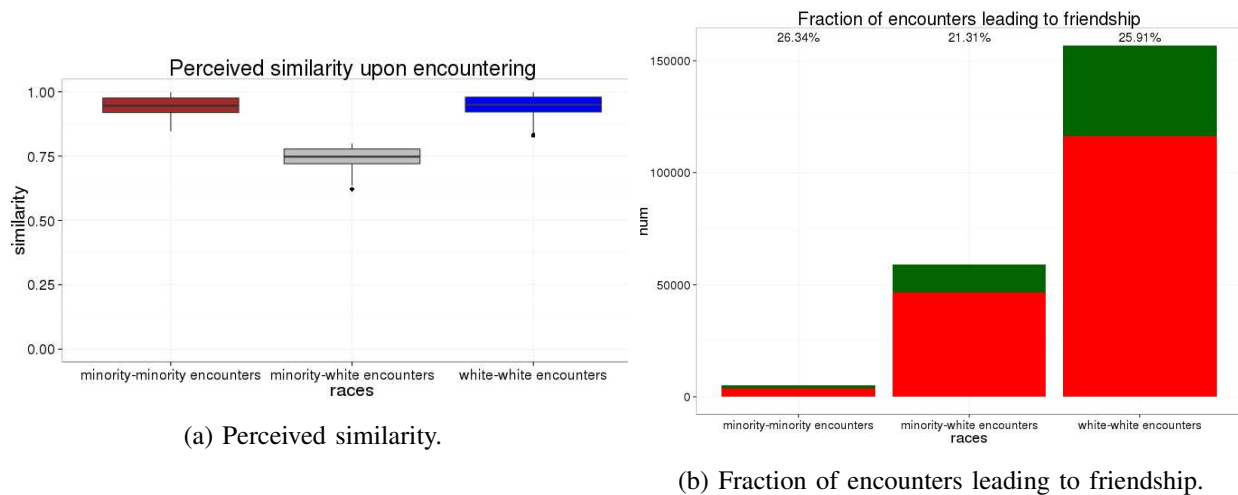 Perceived similarity upon encountering
1.00
0.75
0.50
0.25
0.00
similarity
minority-minority encounters minority-white encounters white-white encounters
races
(a) Perceived similarity.
Fraction of encounters leading to friendship
26.34% 21.31% 25.91%
150000
100000
50000
0
num
minority-minority encounters minority-white encounters white-white encounters
races
(b) Fraction of encounters leading to friendship.